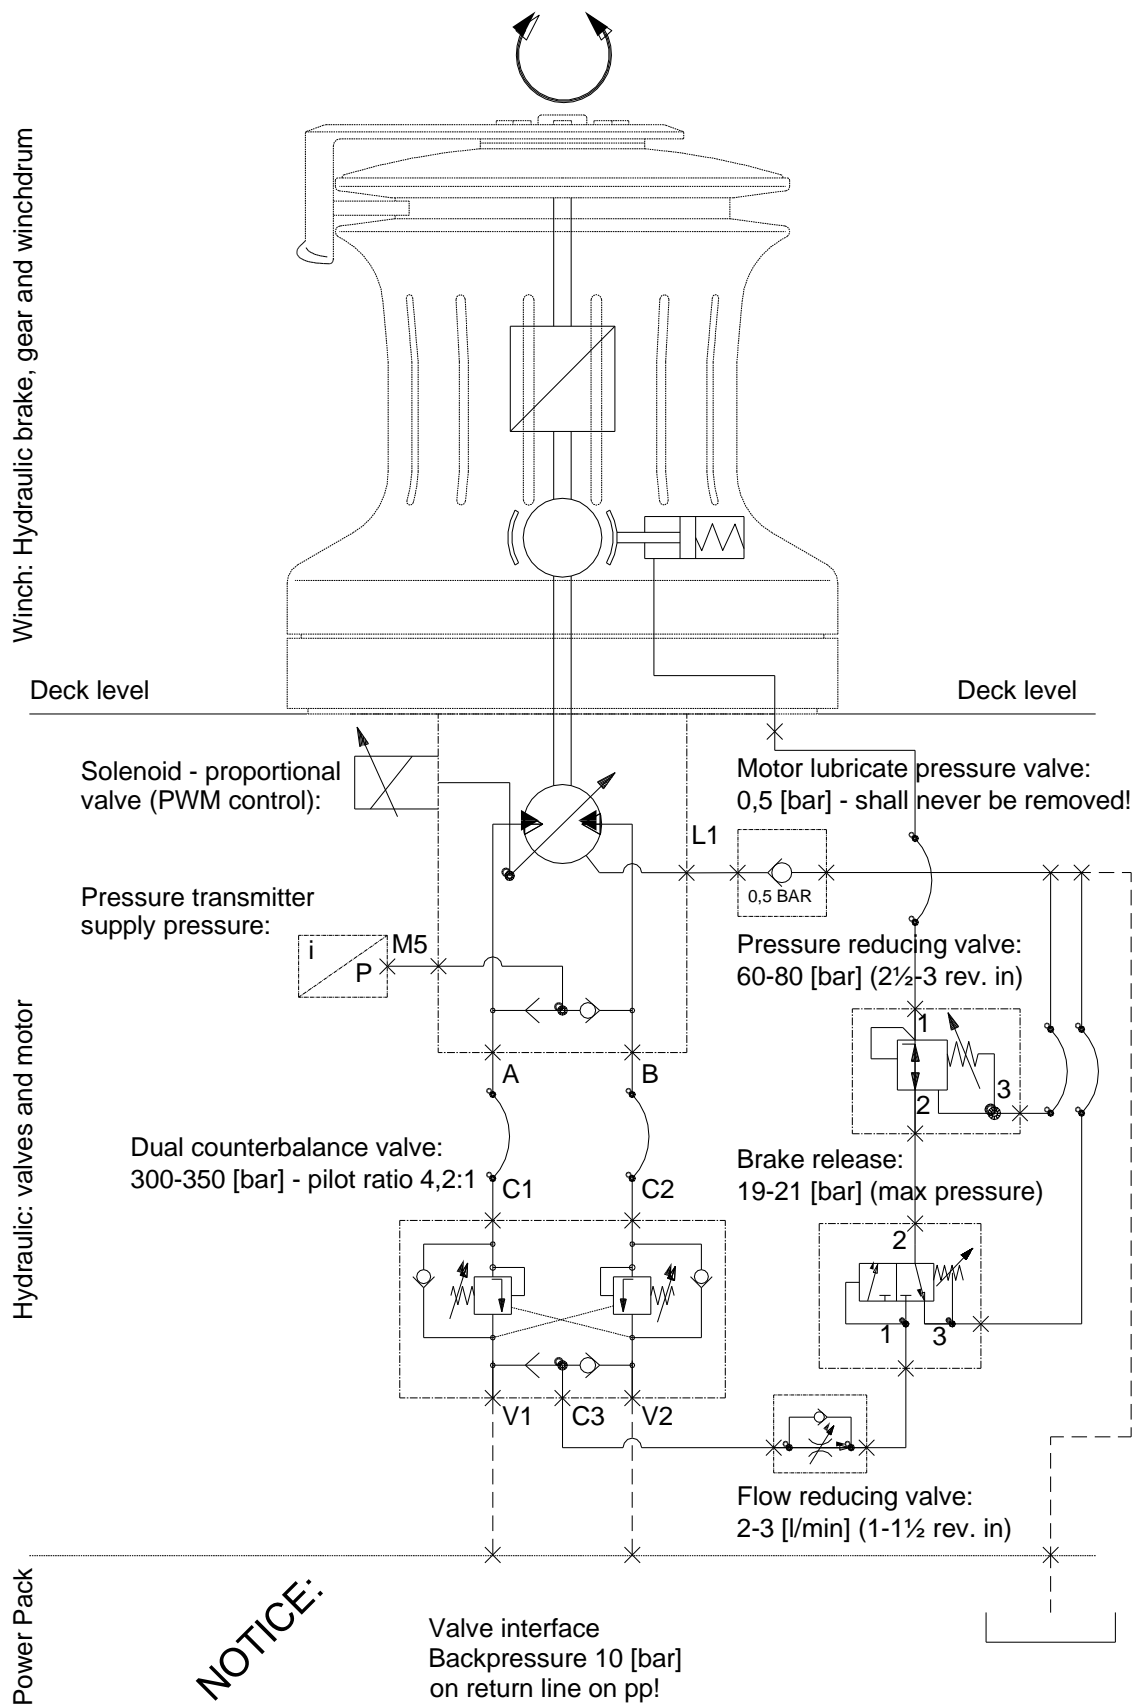 Winch: Hydraulic brake, gear and winchdrum
Deck level
Deck level
Solenoid - proportional
valve (PWM control):
Motor lubricate pressure valve:
0,5 [bar] - shall never be removed!
L1
0,5 BAR
Pressure transmitter
supply pressure:
i
P
M5
Pressure reducing valve:
60-80 [bar] (2½-3 rev. in)
1
2
3
A
B
Hydraulic: valves and motor
Dual counterbalance valve:
300-350 [bar] - pilot ratio 4,2:1
C1
C2
Brake release:
19-21 [bar] (max pressure)
2
1
3
V1
C3
V2
Flow reducing valve:
2-3 [l/min] (1-1½ rev. in)
Power Pack
NOTICE:
Valve interface
Backpressure 10 [bar]
on return line on pp!